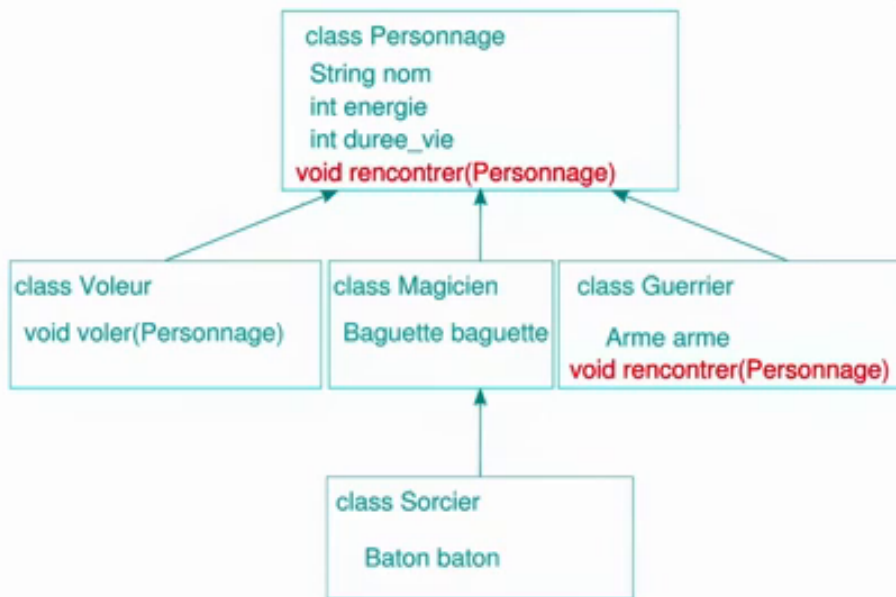 class Personnage
String nom
int energie
int duree_vie
void rencontrer(Personnage)
class Voleur
void voler(Personnage)
class Magicien
Baguette baguette
class Guerrier
Arme arme
void rencontrer(Personnage)
class Sorcier
Baton baton